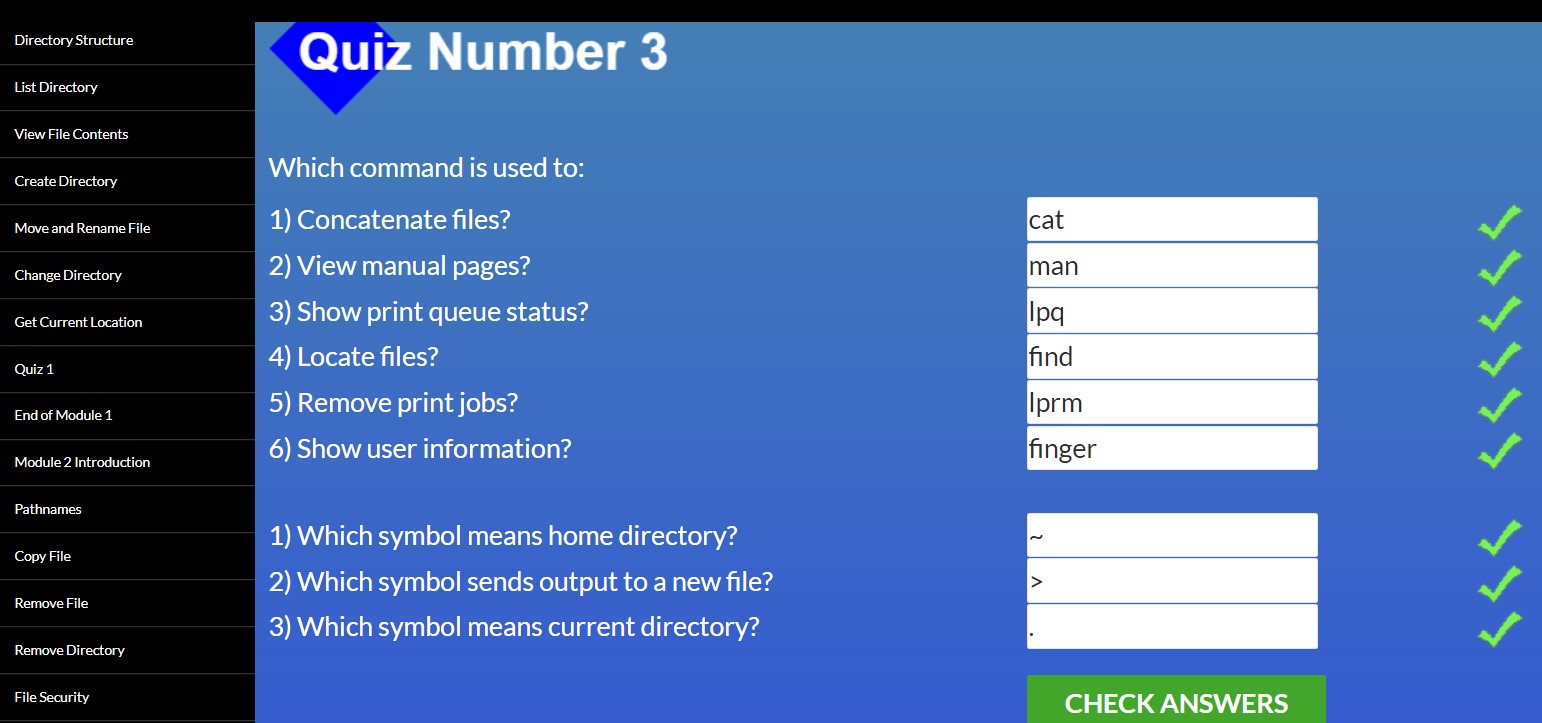 Directory Structure
List Directory
View File Contents
Create Directory
Move and Rename File
Change Directory
Get Current Location
Quiz 1
End of Module 1
Module 2 Introduction
Pathnames
Copy File
Remove File
Remove Directory
File Security
Quiz Number 3
Which command is used to:
1) Concatenate files? cat
2) View manual pages? man
3) Show print queue status? lpq
4) Locate files? find
5) Remove print jobs? lprm
6) Show user information? finger
1) Which symbol means home directory? ~
2) Which symbol sends output to a new file? >
3) Which symbol means current directory? .
CHECK ANSWERS